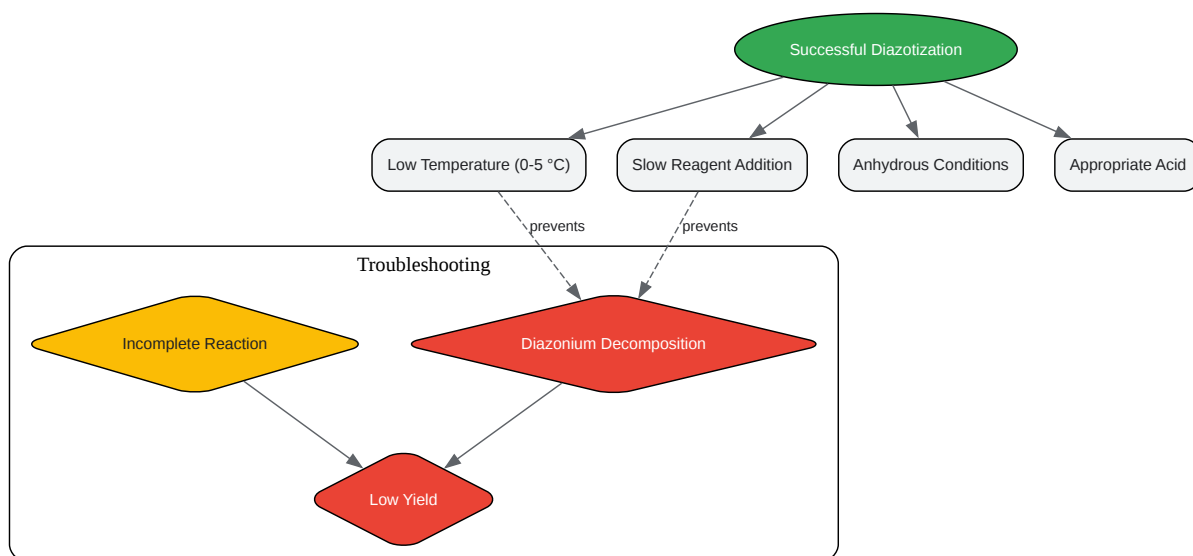 Successful Diazotization
Low Temperature (0-5 °C)
Slow Reagent Addition
Anhydrous Conditions
Appropriate Acid
prevents
prevents
Troubleshooting
Incomplete Reaction
Diazonium Decomposition
Low Yield